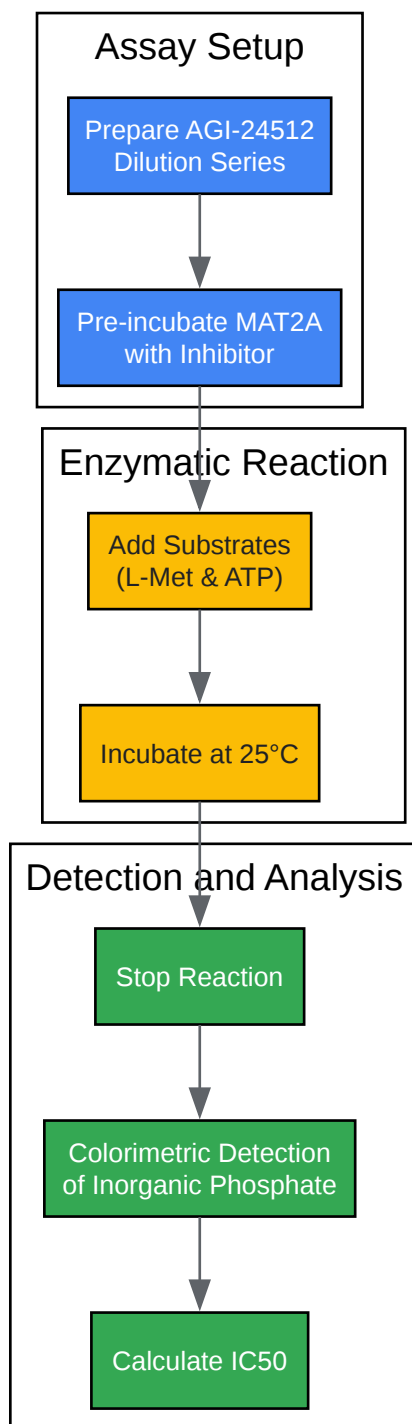 Assay Setup
Prepare AGI-24512
Dilution Series
Pre-incubate MAT2A
with Inhibitor
Enzymatic Reaction
Add Substrates
(L-Met & ATP)
Incubate at 25°C
Detection and Analysis
Stop Reaction
Colorimetric Detection
of Inorganic Phosphate
Calculate IC50